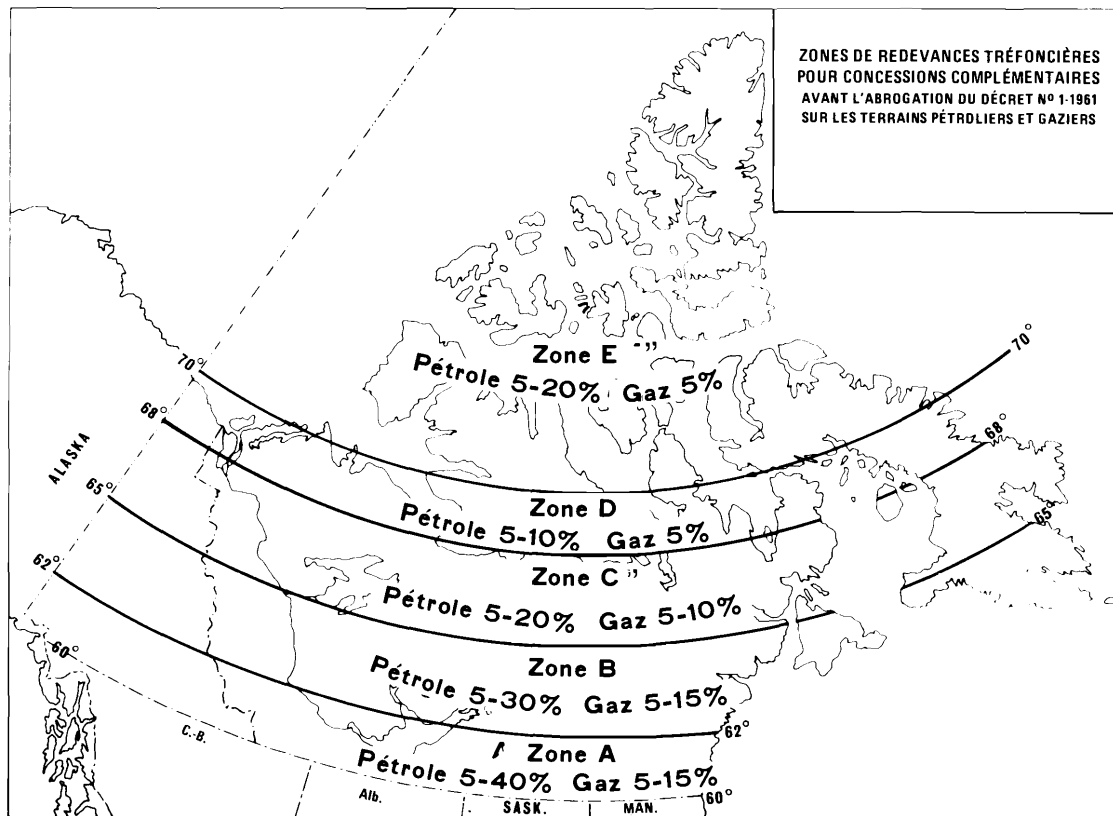 ZONES DE REDEVANCES TRÉFONCIÈRES
POUR CONCESSIONS COMPLÉMENTAIRES
AVANT L'ABROGATION DU DÉCRET Nº 1-1961
SUR LES TERRAINS PÉTROLIERS ET GAZIERS
70°
70°
Zone E
Pétrole 5-20% Gaz 5%
68°
68°
ALASKA
65°
65°
Zone D
Pétrole 5-10% Gaz 5%
62°
Zone C
Pétrole 5-20% Gaz 5-10%
60°
Zone B
Pétrole 5-30% Gaz 5-15%
62°
C.-B.
Zone A
Pétrole 5-40% Gaz 5-15%
60°
Alb.
SASK.
MAN.